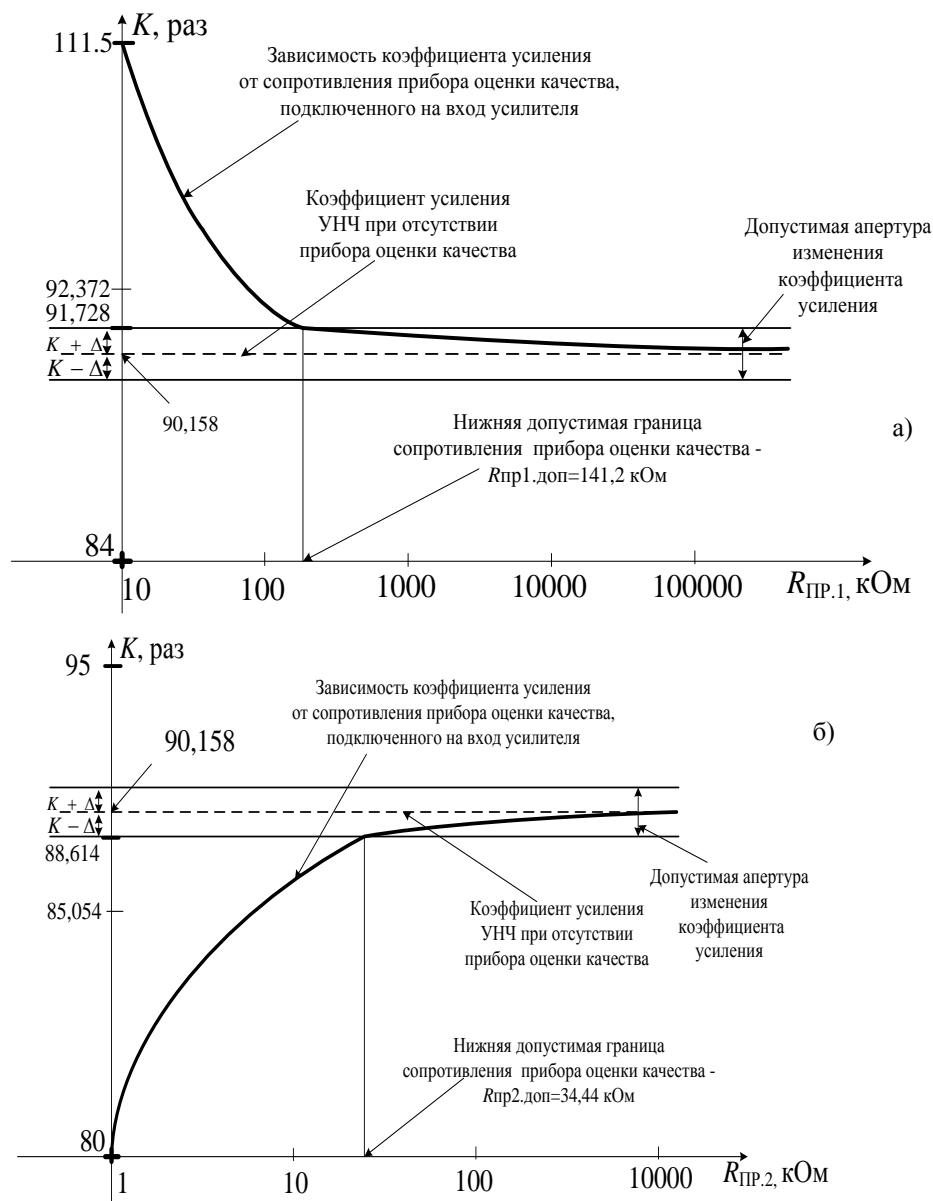 K, раз
111.5
Зависимость коэффициента усиления
от сопротивления прибора оценки качества,
подключенного на вход усилителя
Коэффициент усиления
УНЧ при отсутствии
прибора оценки качества
Допустимая апертура
изменения
коэффициента
усиления
92,372
91,728
K + Δ
K − Δ
90,158
Нижняя допустимая граница
сопротивления прибора оценки качества -
Rпр1.доп=141,2 кОм
а)
84
10 100 1000 10000 100000 RПР.1, кОм
K, раз
95
Зависимость коэффициента усиления
от сопротивления прибора оценки качества,
подключенного на вход усилителя
б)
90,158
K + Δ
K − Δ
88,614
85,054
Допустимая апертура
изменения
коэффициента
усиления
Коэффициент усиления
УНЧ при отсутствии
прибора оценки качества
Нижняя допустимая граница
сопротивления прибора оценки качества -
Rпр2.доп=34,44 кОм
80
1 10 100 10000 RПР.2, кОм